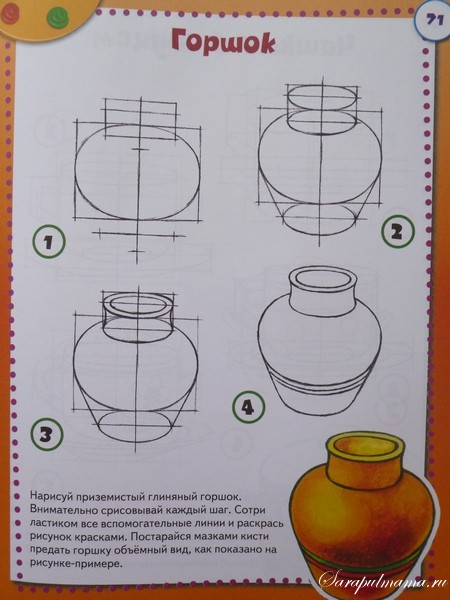 71
Горшок
1
2
3
4
Нарисуй приземистый глиняный горшок.
Внимательно срисовывай каждый шаг. Сотри
ластиком все вспомогательные линии и раскрась
рисунок красками. Постарайся мазками кисти
предать горшку объёмный вид, как показано на
рисунке-примере.
Sarapulmama.ru